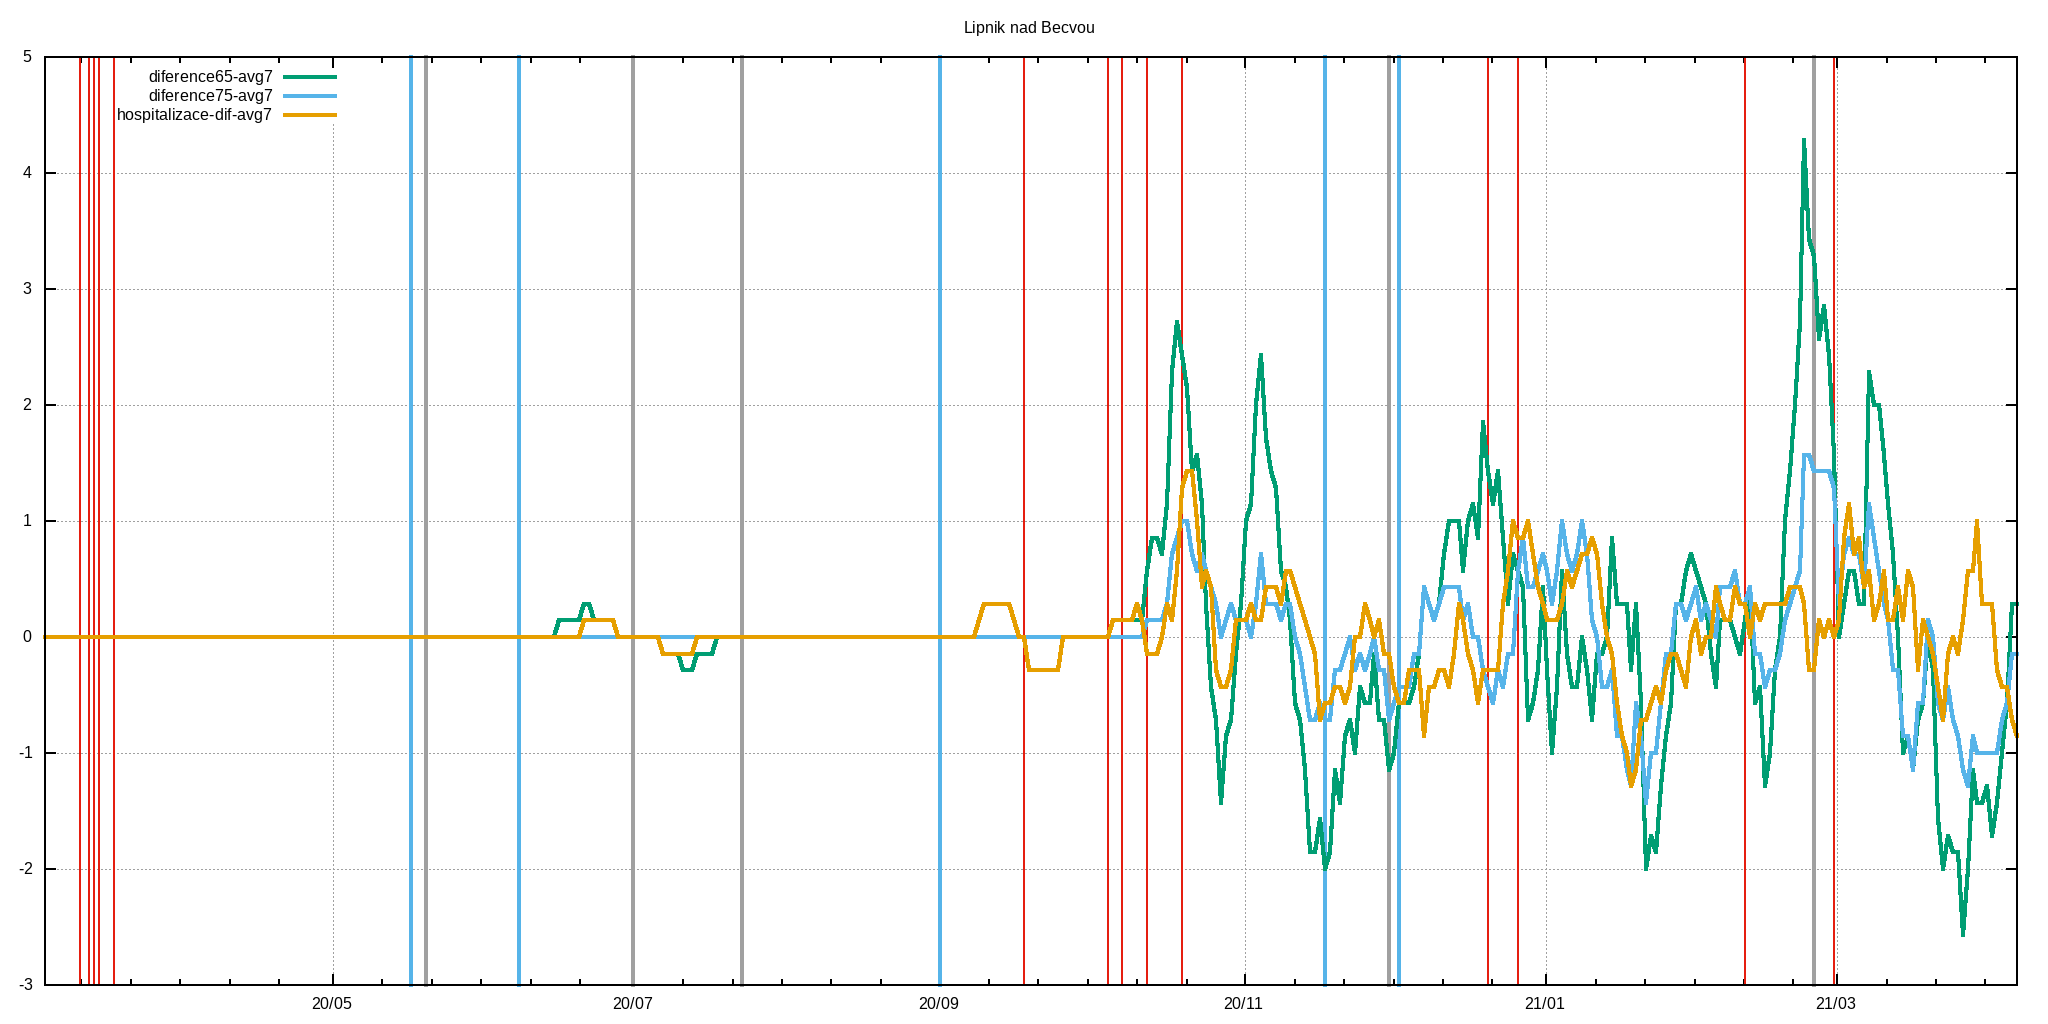 Lipnik nad Becvou
5
diference65-avg7
diference75-avg7
hospitalizace-dif-avg7
4
3
2
1
0
-1
-2
-3
20/05 20/07 20/09 20/11 21/01 21/03